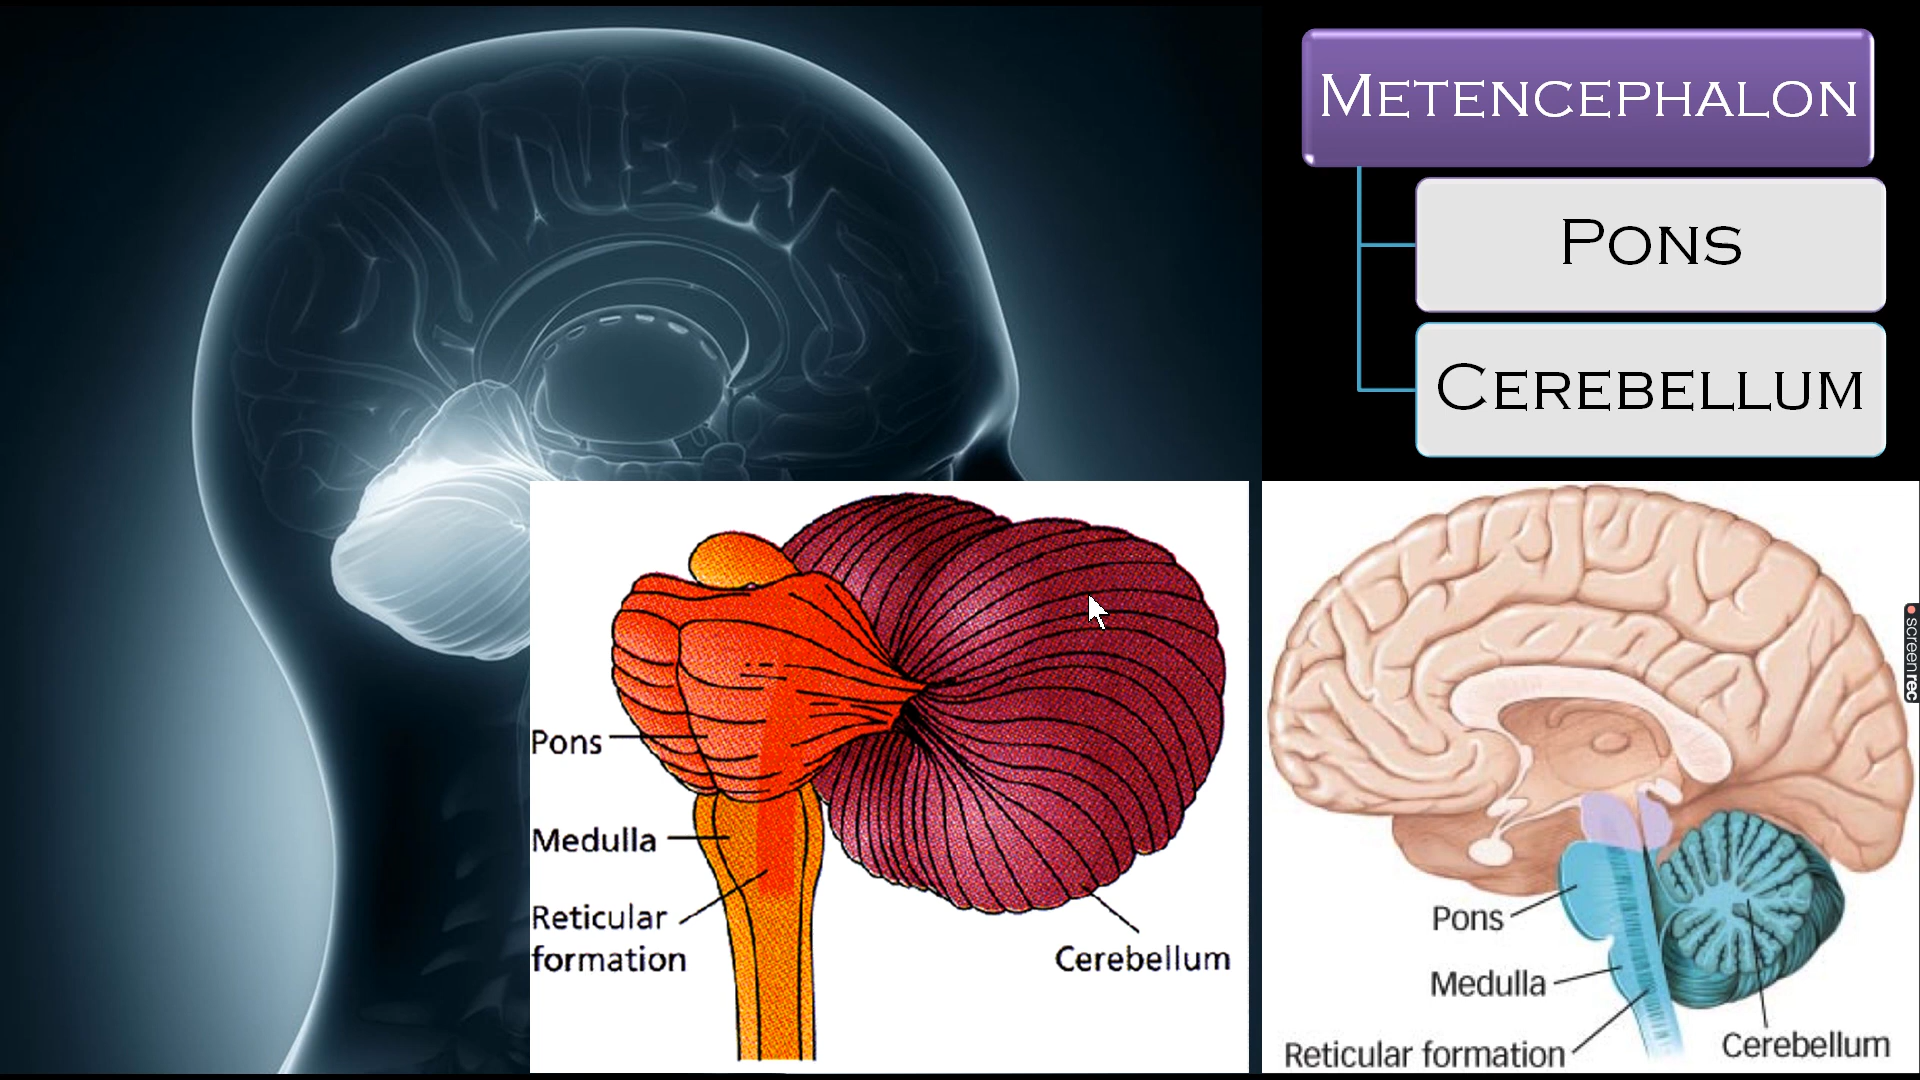 METENCEPHALON
PONS
CEREBELLUM
Pons
Medulla
Reticular
formation
Cerebellum
Pons
Medulla
Reticular formation
Cerebellum
screenrec